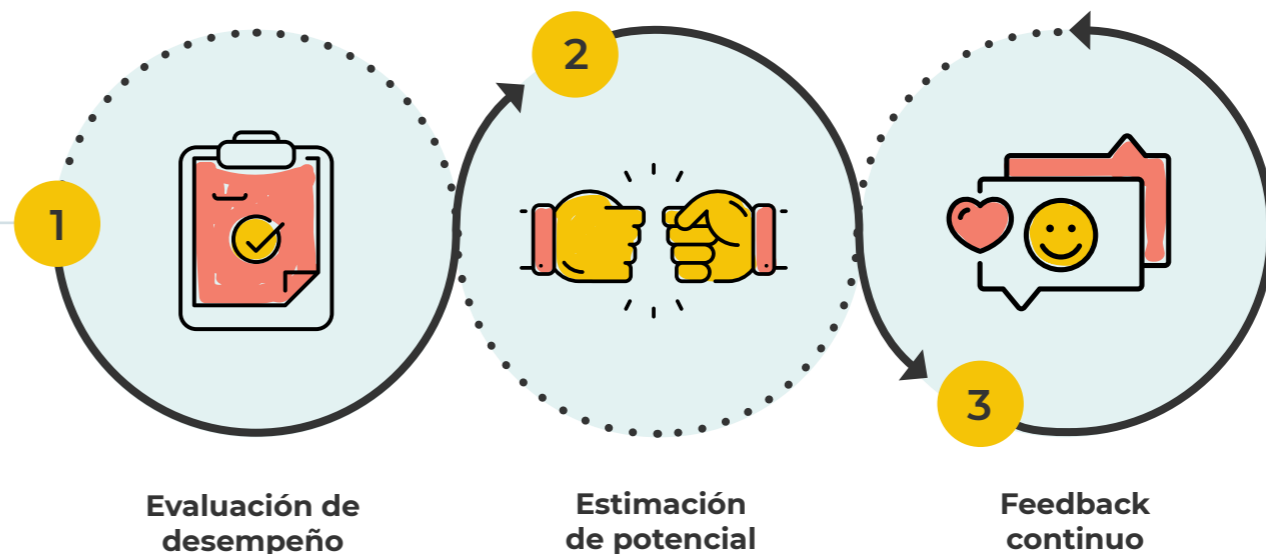 1
2
3
Evaluación de
desempeño
Estimación
de potencial
Feedback
continuo